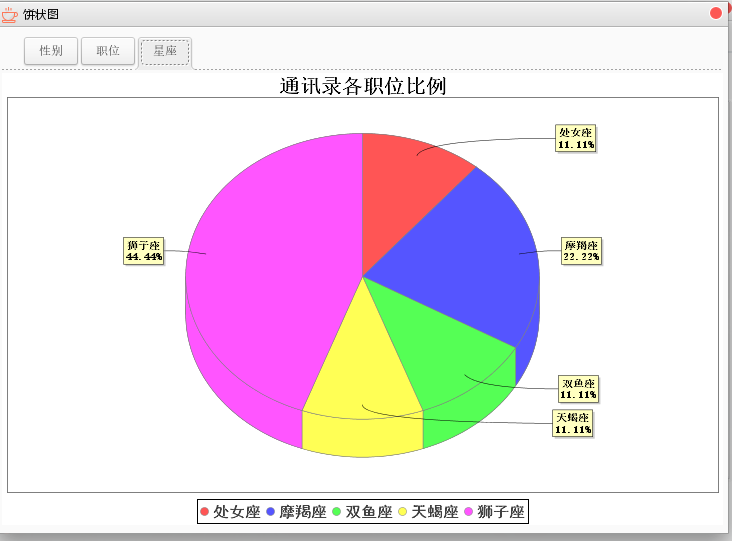 饼状图
性别
职位
星座
通讯录各职位比例
处女座
11.11%
狮子座
44.44%
摩羯座
22.22%
双鱼座
11.11%
天蝎座
11.11%
处女座 摩羯座 双鱼座 天蝎座 狮子座